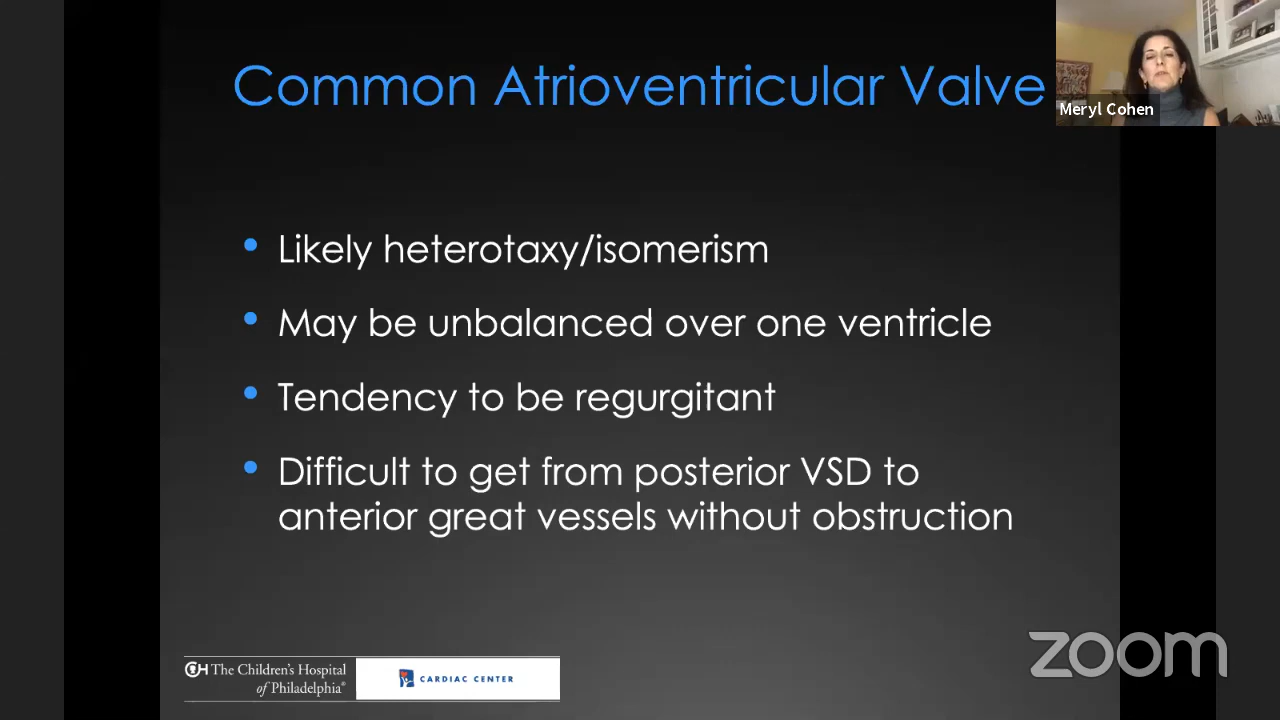 Common Atrioventricular Valve
Meryl Cohen
• Likely heterotaxy/isomerism
• May be unbalanced over one ventricle
• Tendency to be regurgitant
• Difficult to get from posterior VSD to
anterior great vessels without obstruction
The Children's Hospital
of Philadelphia®
CARDIAC CENTER
zoom